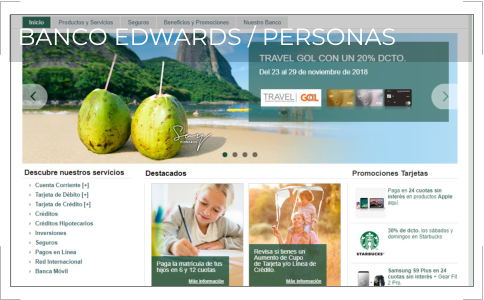 Inicio
Productos y Servicios
Seguros
Beneficios y Promociones
Nuestro Banco
BANCO EDWARDS / PERSONAS
TRAVEL GOL CON UN 20% DCTO.
Del 23 al 29 de noviembre de 2018
TRAVEL GOL
Soy
EDWARDS
Descubre nuestros servicios
Cuenta Corriente [+]
Tarjeta de Débito [+]
Tarjeta de Crédito [+]
Créditos
Créditos Hipotecarios
Inversiones
Seguros
Pagos en Línea
Red Internacional
Banca Móvil
Destacados
Paga la matrícula de tus
hijos en 6 y 12 cuotas
Más información
Revisa si tienes un
Aumento de Cupo
de Tarjeta y/o Línea de
Crédito.
Más información
Promociones Tarjetas
Paga en 24 cuotas sin
interés en productos Apple
aquí.
STARBUCKS
30% de dcto. los sábados y
domingos en Starbucks
Samsung S9 Plus en 24
cuotas sin interés + Gear Fit
2 Pro.